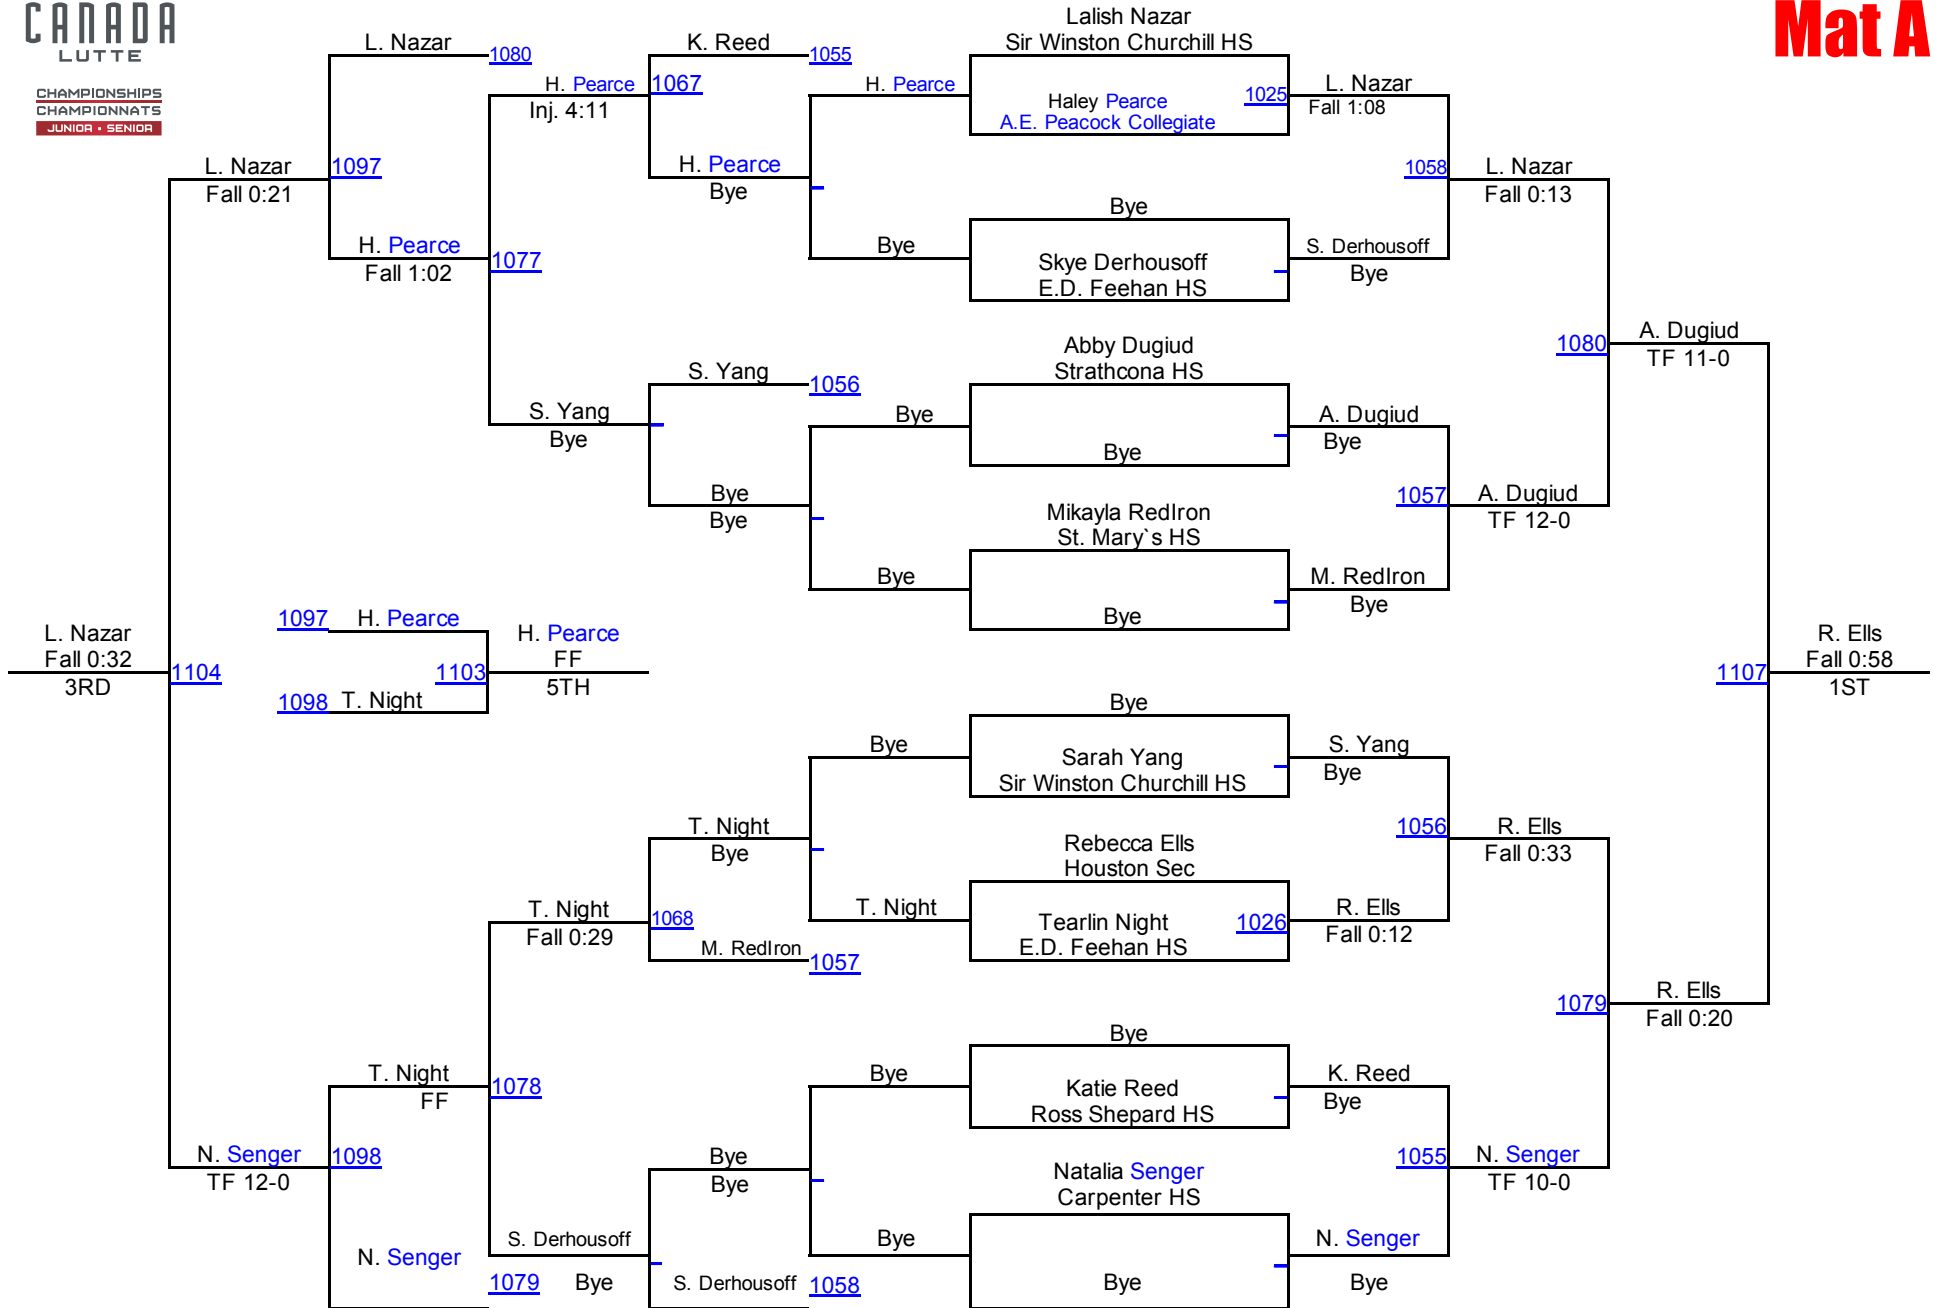 CANADA
LUTTE
CHAMPIONSHIPS
CHAMPIONNATS
JUNIOR • SENIOR
Mat A
Lalish Nazar
L. Nazar
1080
K. Reed
1055
Sir Winston Churchill HS
H. Pearce
1067
H. Pearce
Haley Pearce
1025
L. Nazar
Inj. 4:11
A.E. Peacock Collegiate
Fall 1:08
L. Nazar
1097
H. Pearce
1058
L. Nazar
Fall 0:21
Bye
Fall 0:13
Bye
H. Pearce
1077
Bye
Skye Derhousoff
S. Derhousoff
Fall 1:02
E.D. Feehan HS
Bye
Abby Dugiud
1080
A. Dugiud
S. Yang
1056
Strathcona HS
TF 11-0
S. Yang
Bye
A. Dugiud
Bye
Bye
Bye
Bye
1057
A. Dugiud
Bye
Mikayla RedIron
TF 12-0
St. Mary`s HS
Bye
M. RedIron
Bye
Bye
1097
H. Pearce
L. Nazar
H. Pearce
R. Ells
Fall 0:32
1104
1103
FF
1107
Fall 0:58
3RD
1098
T. Night
5TH
1ST
Bye
Bye
Sarah Yang
S. Yang
Sir Winston Churchill HS
Bye
T. Night
1056
R. Ells
Bye
Rebecca Ells
Fall 0:33
Houston Sec
T. Night
1068
T. Night
Tearlin Night
1026
R. Ells
Fall 0:29
M. RedIron
1057
E.D. Feehan HS
Fall 0:12
1079
R. Ells
Fall 0:20
Bye
T. Night
1078
Bye
Katie Reed
K. Reed
FF
Ross Shepard HS
Bye
N. Senger
1098
Bye
1055
N. Senger
TF 12-0
Bye
Natalia Senger
TF 10-0
Carpenter HS
S. Derhousoff
Bye
N. Senger
N. Senger
1079
Bye
S. Derhousoff
1058
Bye
Bye